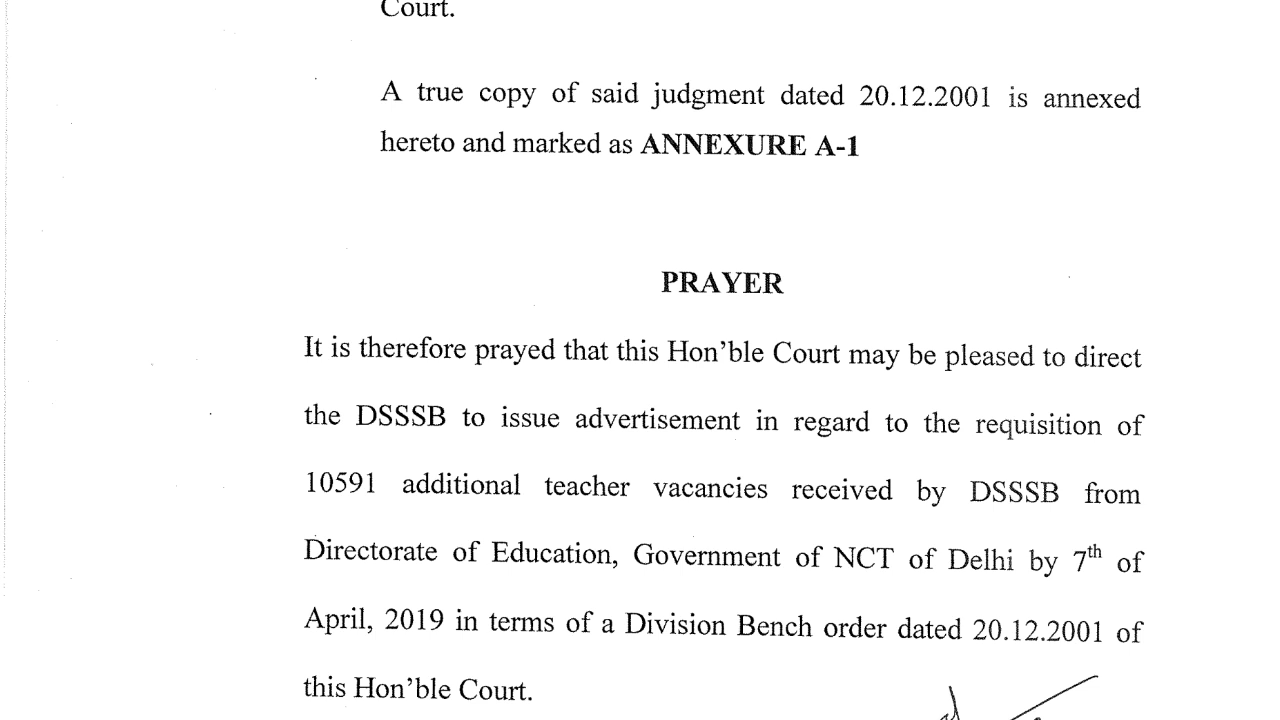 Court.
A true copy of said judgment dated 20.12.2001 is annexed
hereto and marked as ANNEXURE A-1
PRAYER
It is therefore prayed that this Hon'ble Court may be pleased to direct
the DSSSB to issue advertisement in regard to the requisition of
10591 additional teacher vacancies received by DSSSB from
Directorate of Education, Government of NCT of Delhi by 7th of
April, 2019 in terms of a Division Bench order dated 20.12.2001 of
this Hon'ble Court.